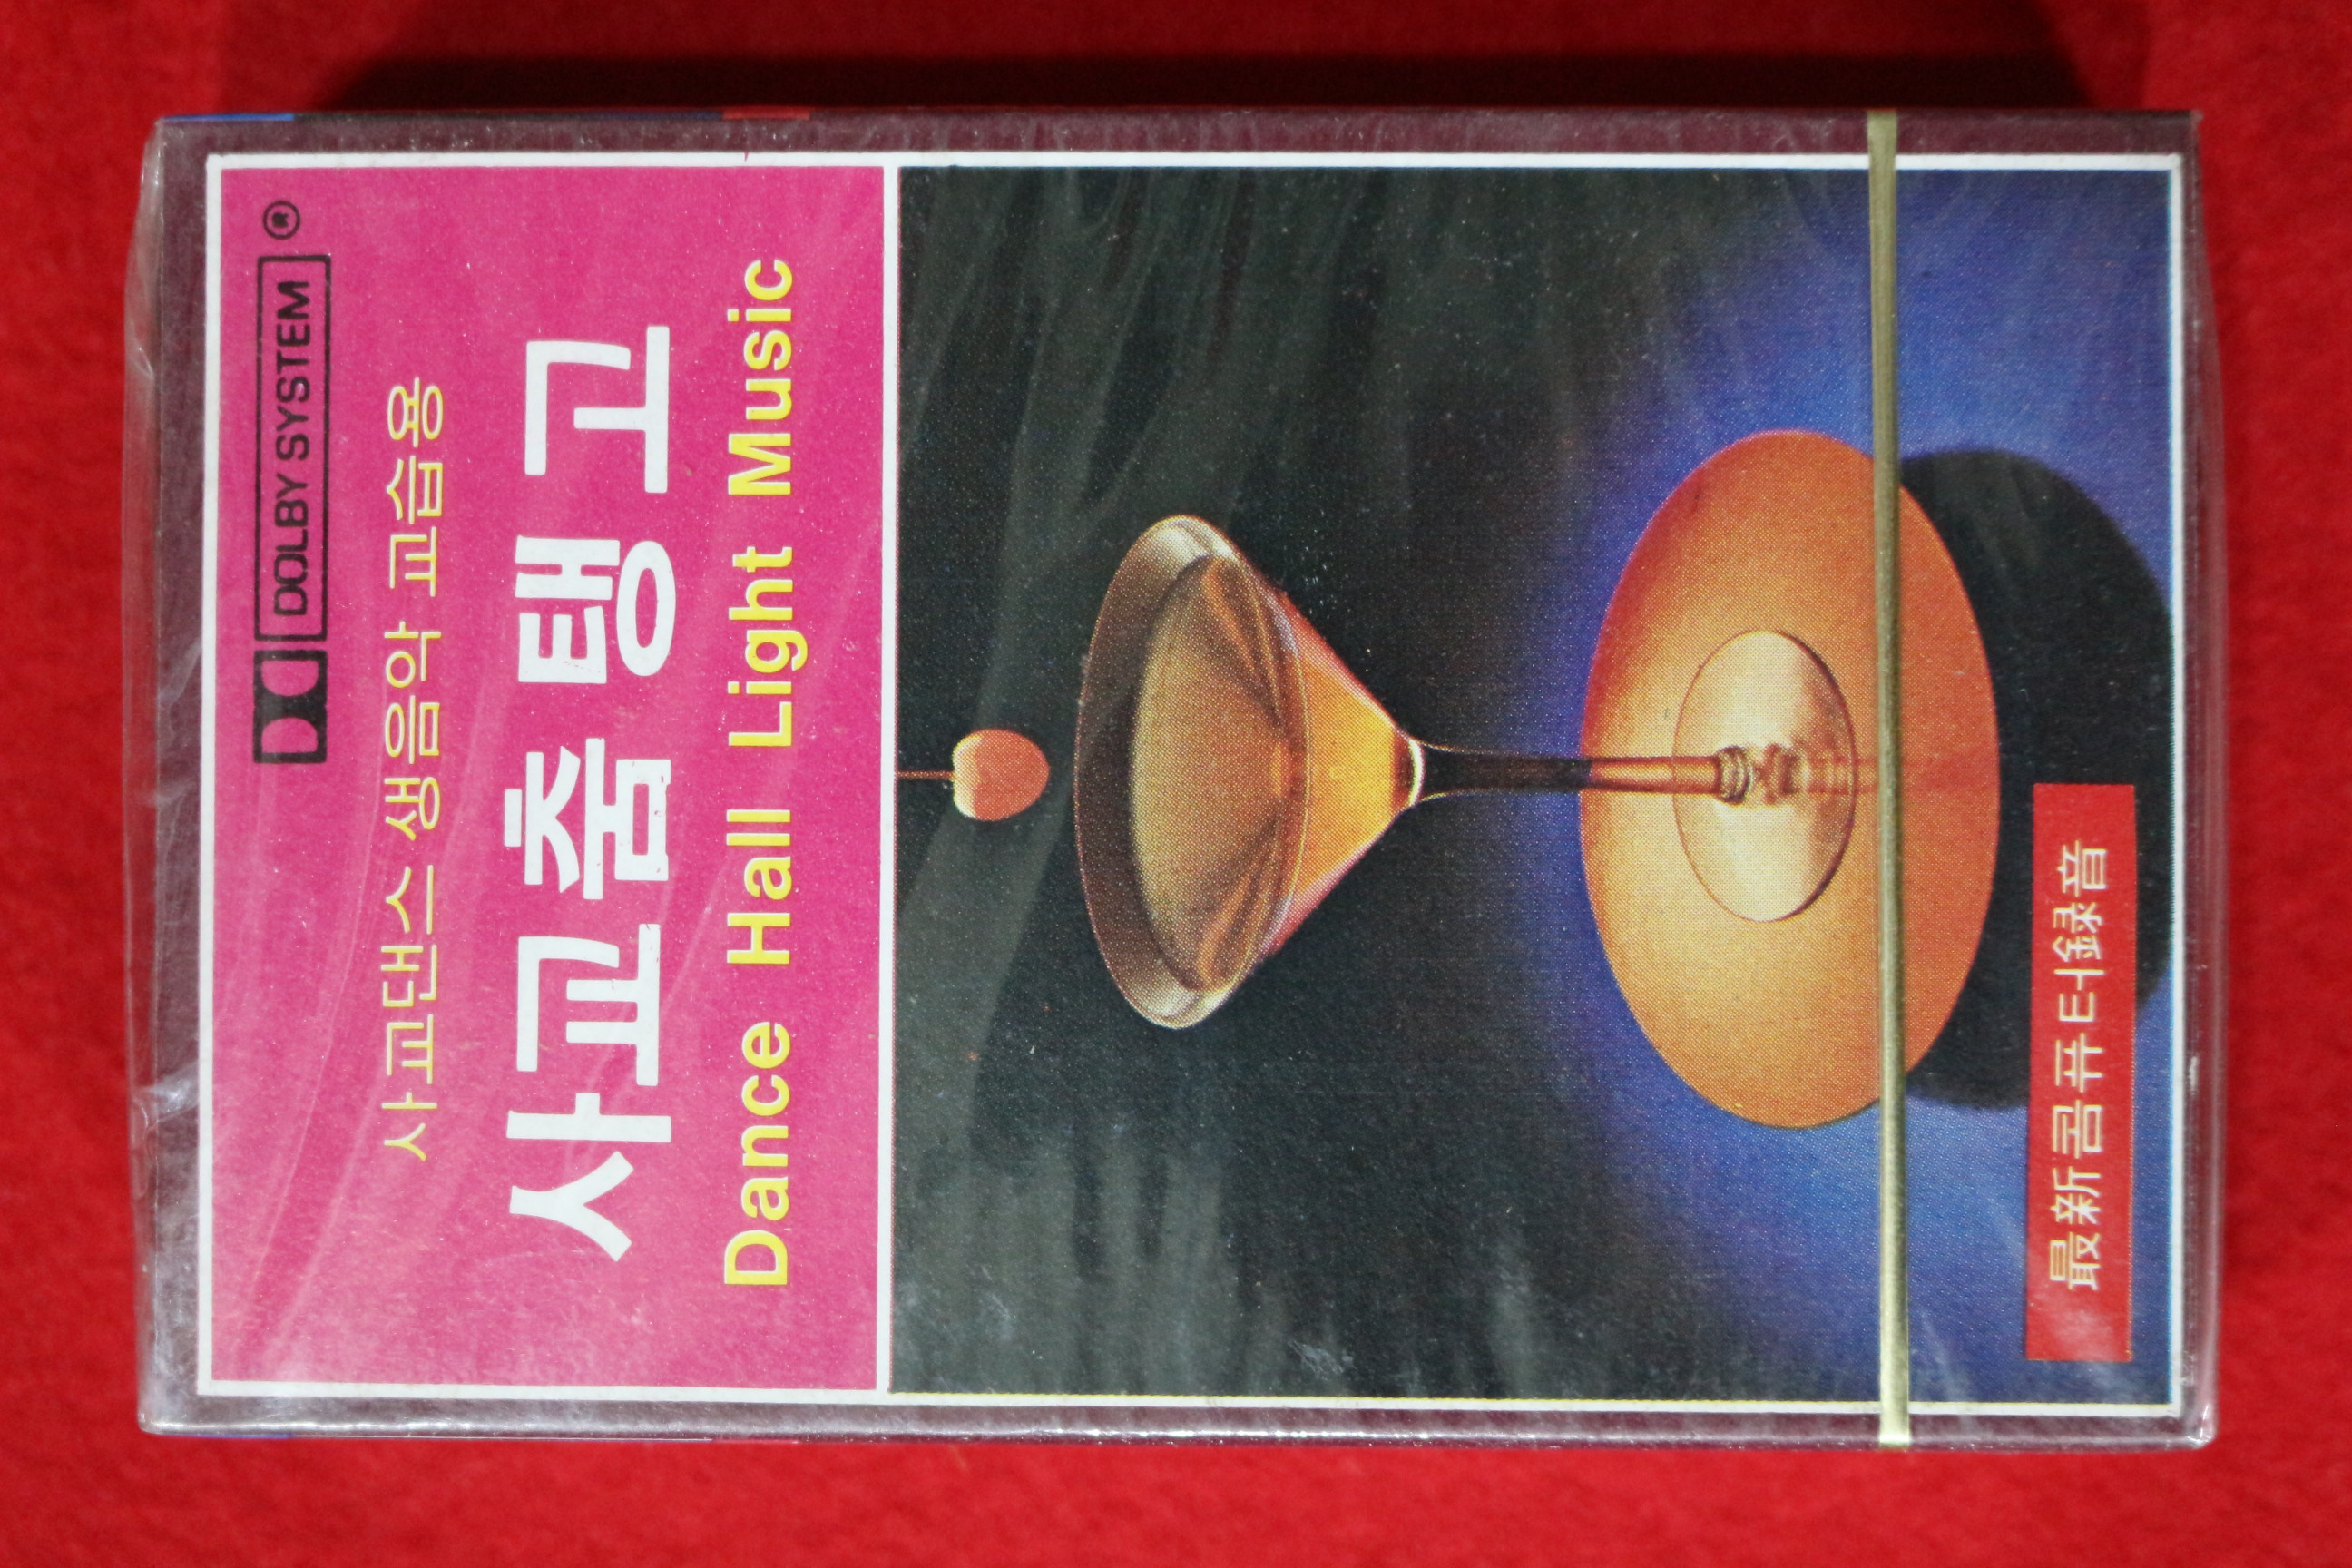 DOLBY SYSTEM ®
사교댄스 생음악 교습용
사교춤 탱고
Dance Hall Light Music
最新콤퓨터録音